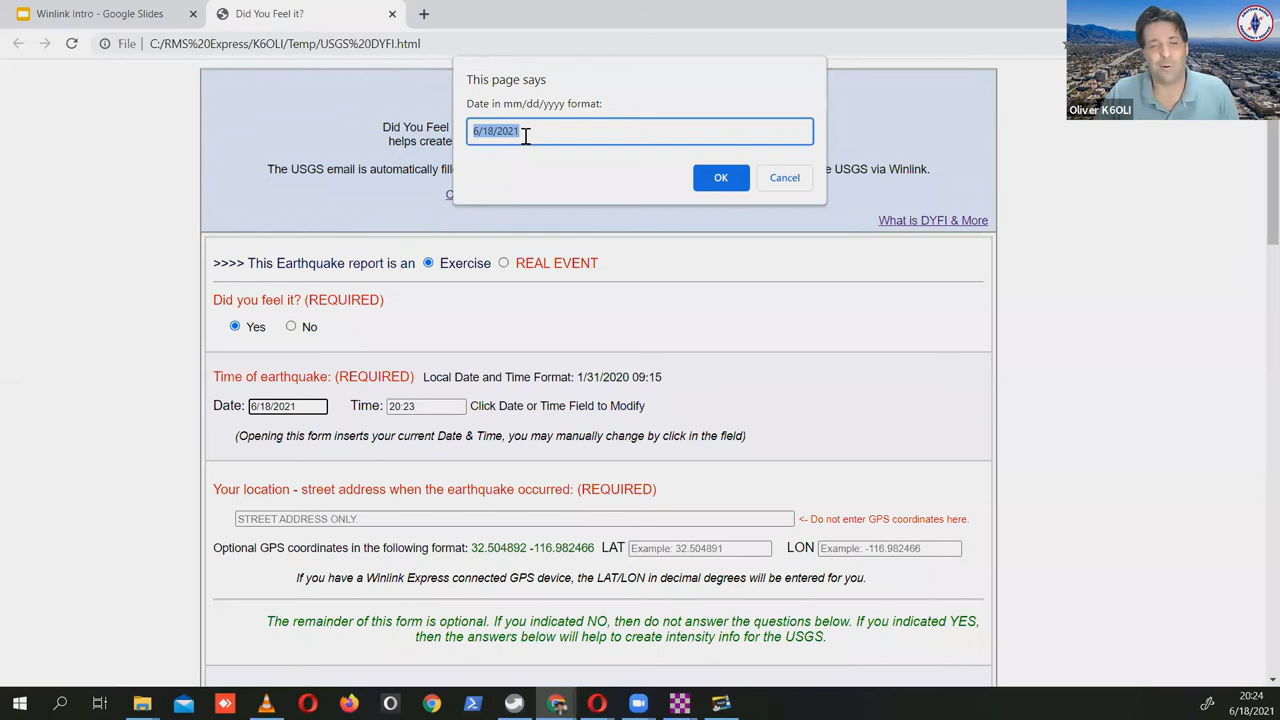 Winlink Intro - Google Slides
Did You Feel it?
File
C:/RMS%20Express/K6OLI/Temp/USGS%20DYFI.html
Oliver K6OLI
This page says
Date in mm/dd/yyyy format:
6/18/2021
OK
Cancel
Did You Feel
helps create
The USGS email is automatically fille
e USGS via Winlink.
What is DYFI & More
>>>> This Earthquake report is an Exercise REAL EVENT
Did you feel it? (REQUIRED)
Yes No
Time of earthquake: (REQUIRED) Local Date and Time Format: 1/31/2020 09:15
Date: 6/18/2021 Time: 20:23 Click Date or Time Field to Modify
(Opening this form inserts your current Date & Time, you may manually change by click in the field)
Your location - street address when the earthquake occurred: (REQUIRED)
STREET ADDRESS ONLY. <- Do not enter GPS coordinates here.
Optional GPS coordinates in the following format: 32.504892 -116.982466 LAT Example: 32.504891 LON Example: -116.982466
If you have a Winlink Express connected GPS device, the LAT/LON in decimal degrees will be entered for you.
The remainder of this form is optional. If you indicated NO, then do not answer the questions below. If you indicated YES,
then the answers below will help to create intensity info for the USGS.
20:24
6/18/2021